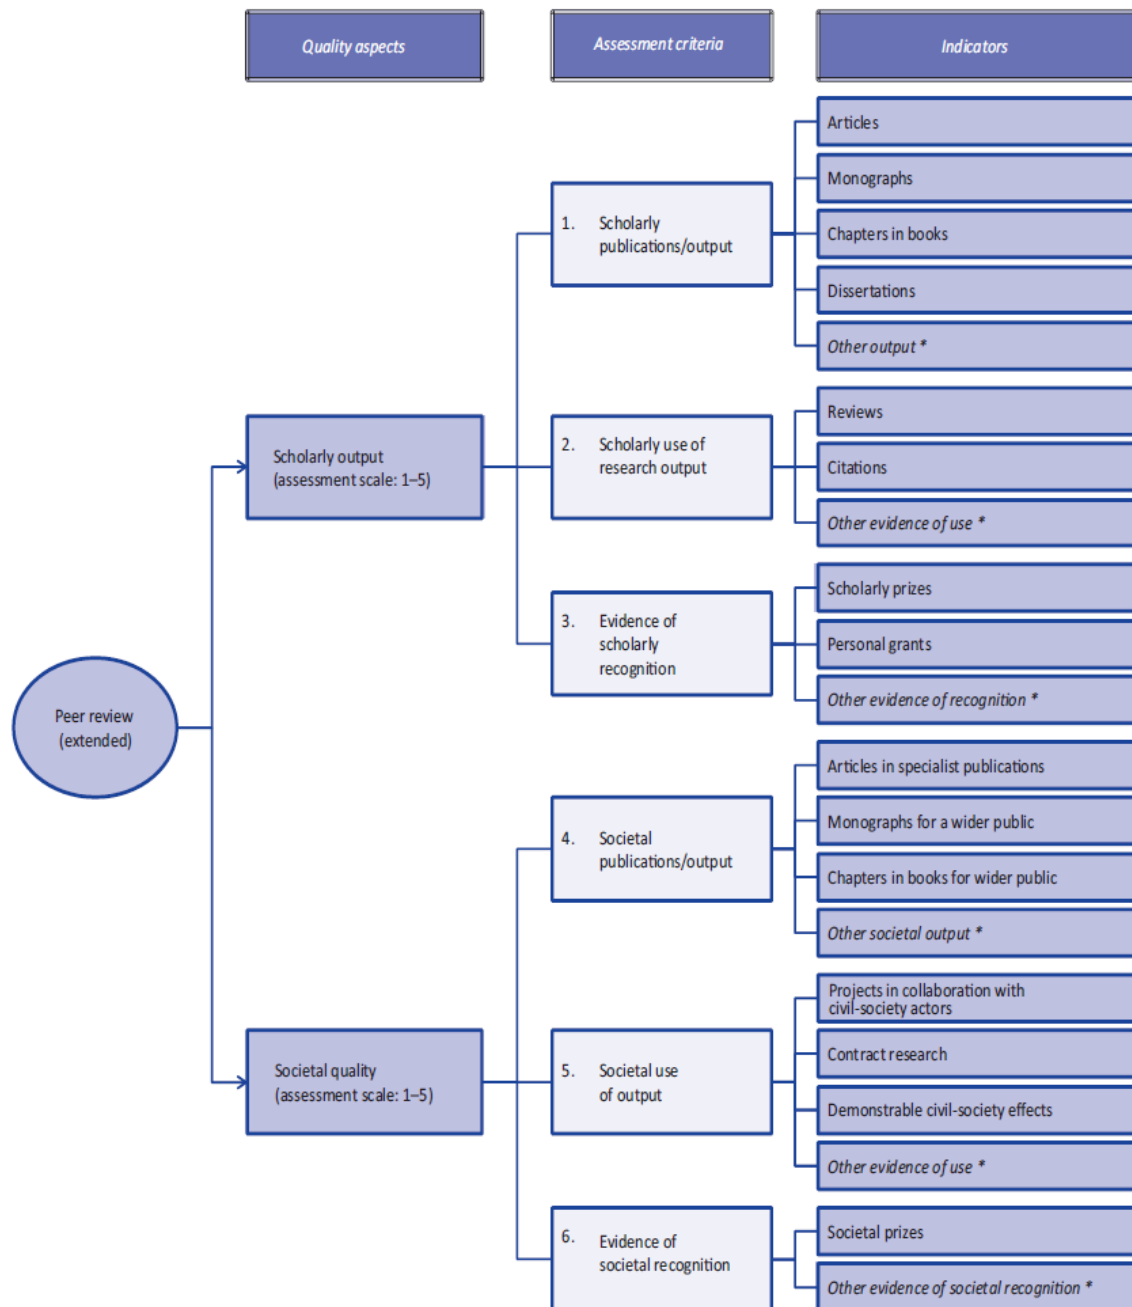 Quality aspects
Assessment criteria
Indicators
Articles
Monographs
1. Scholarly
publications/output
Chapters in books
Dissertations
Other output *
Reviews
Scholarly output
(assessment scale: 1–5)
2. Scholarly use of
research output
Citations
Other evidence of use *
Scholarly prizes
3. Evidence of
scholarly
recognition
Personal grants
Other evidence of recognition *
Peer review
(extended)
Articles in specialist publications
Monographs for a wider public
4. Societal
publications/output
Chapters in books for wider public
Other societal output *
Projects in collaboration with
civil-society actors
Contract research
Societal quality
(assessment scale: 1–5)
5. Societal use
of output
Demonstrable civil-society effects
Other evidence of use *
Societal prizes
6. Evidence of
societal recognition
Other evidence of societal recognition *